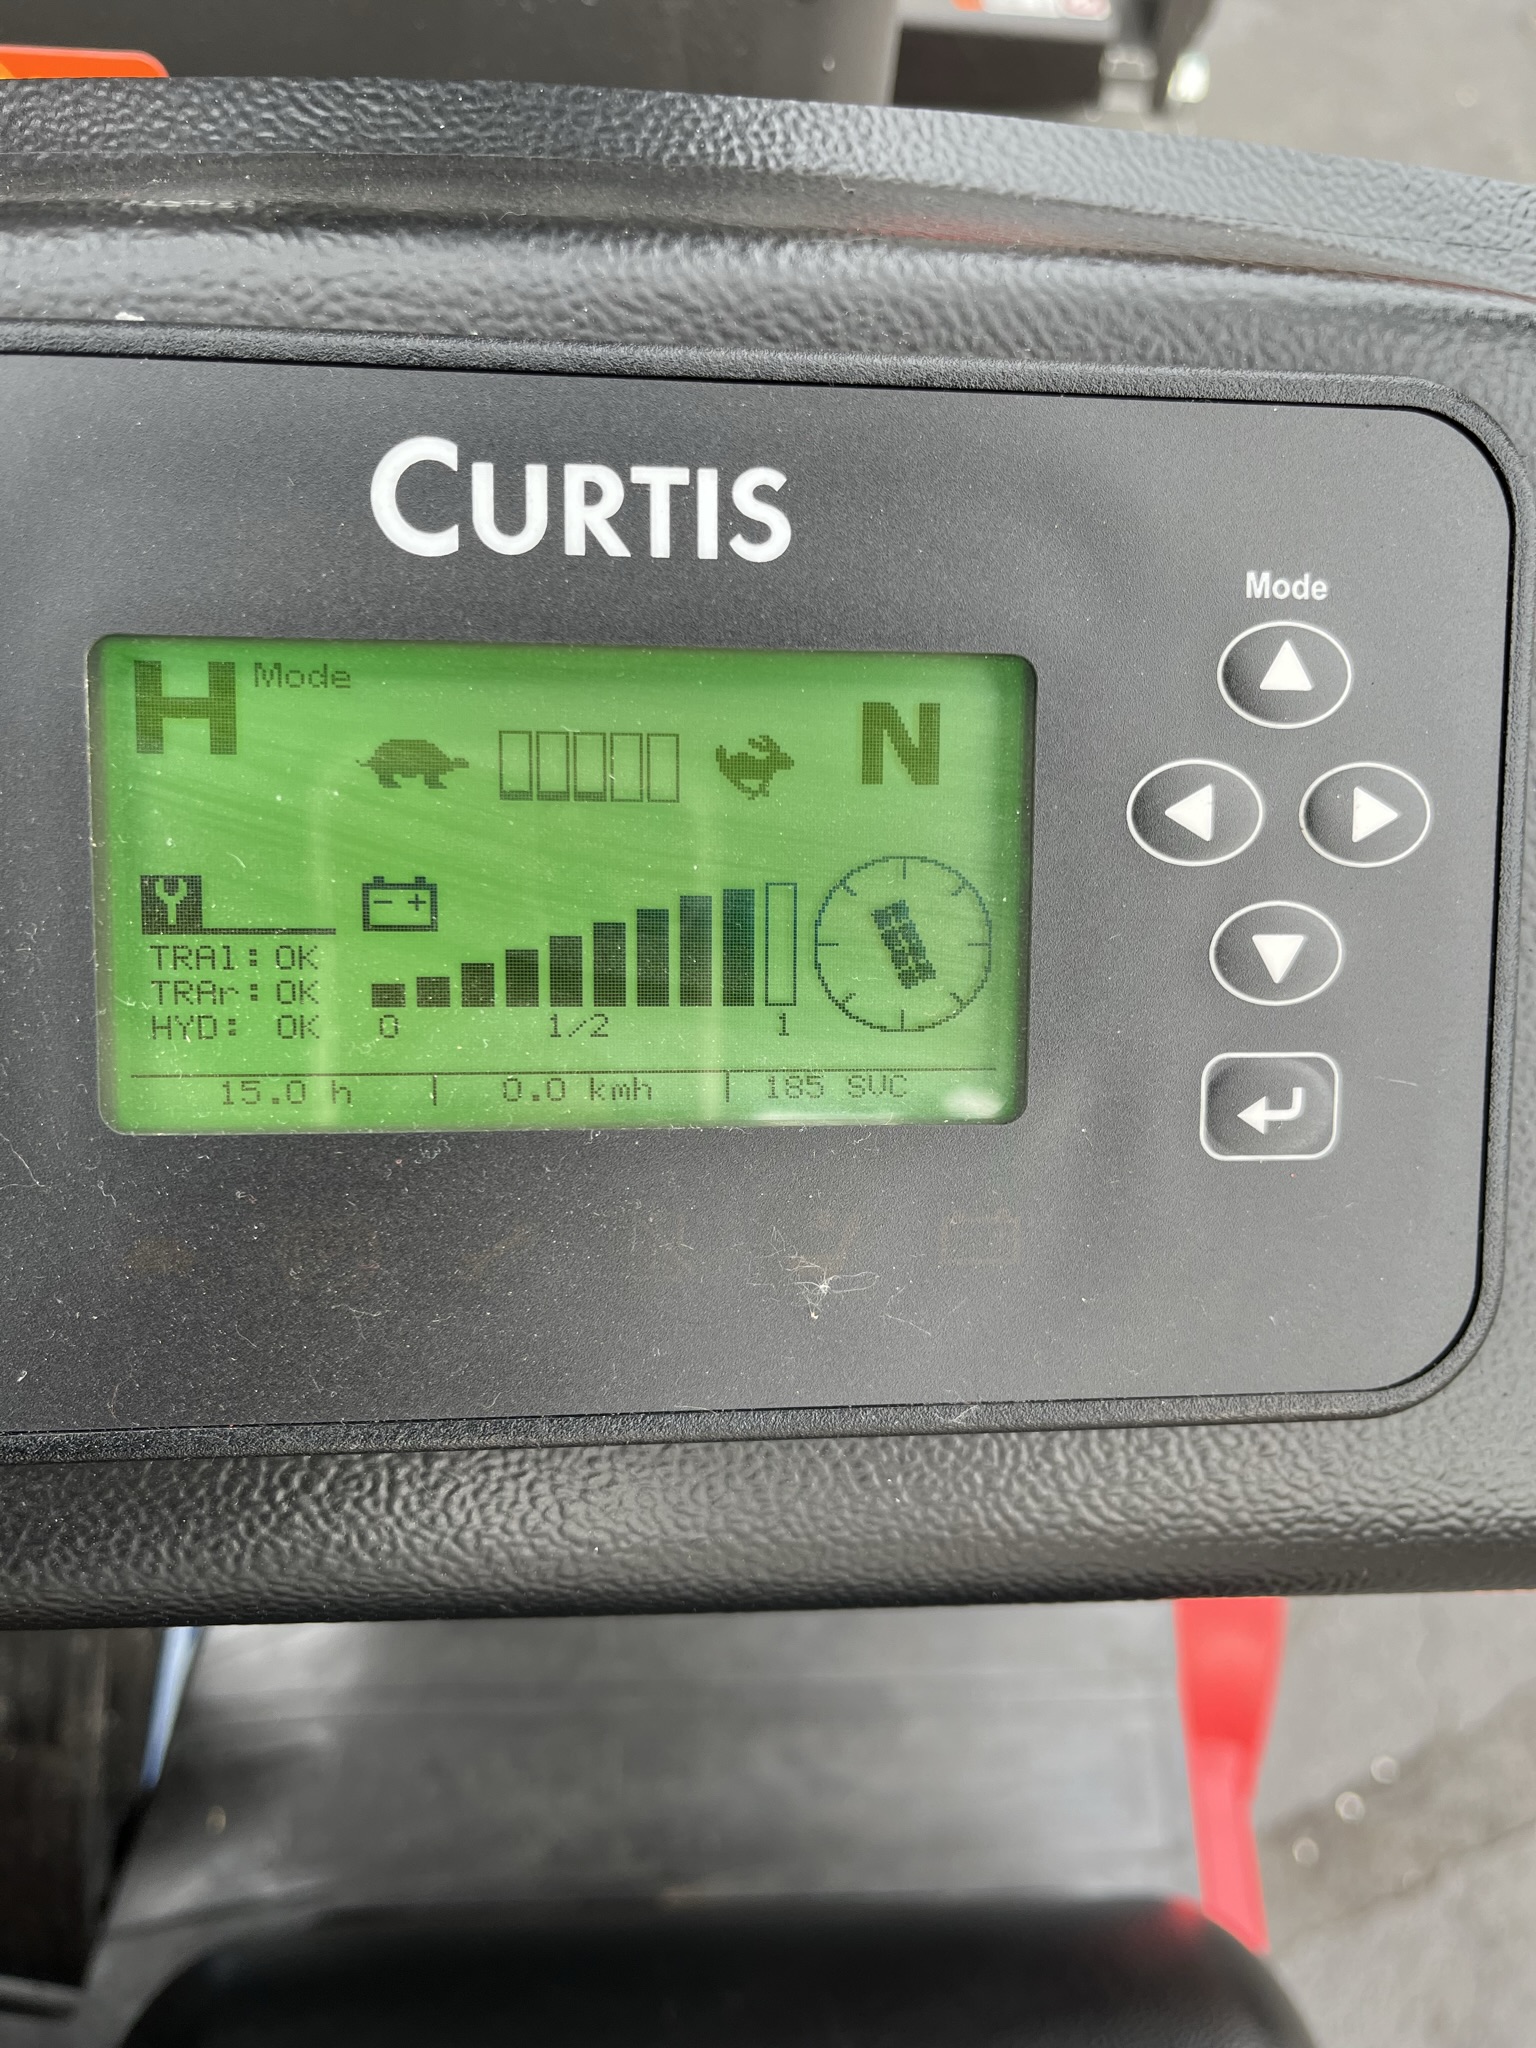 CURTIS
Mode
H Mode
N
- +
TRAl: OK
TRAr: OK
HYD: OK
0 1/2 1
15.0 h | 0.0 kmh | 185 SVC